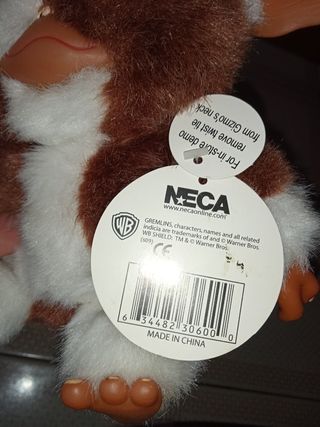 For in-store demo
remove twist tie
from Gizmo's neck
NECA
www.necaonline.com
WB
GREMLINS, characters, names and all related
indicia are trademarks of and © Warner Bros.
WB SHIELD: TM & © Warner Bros.
(s09)
CE
6 34482 30600 0
MADE IN CHINA